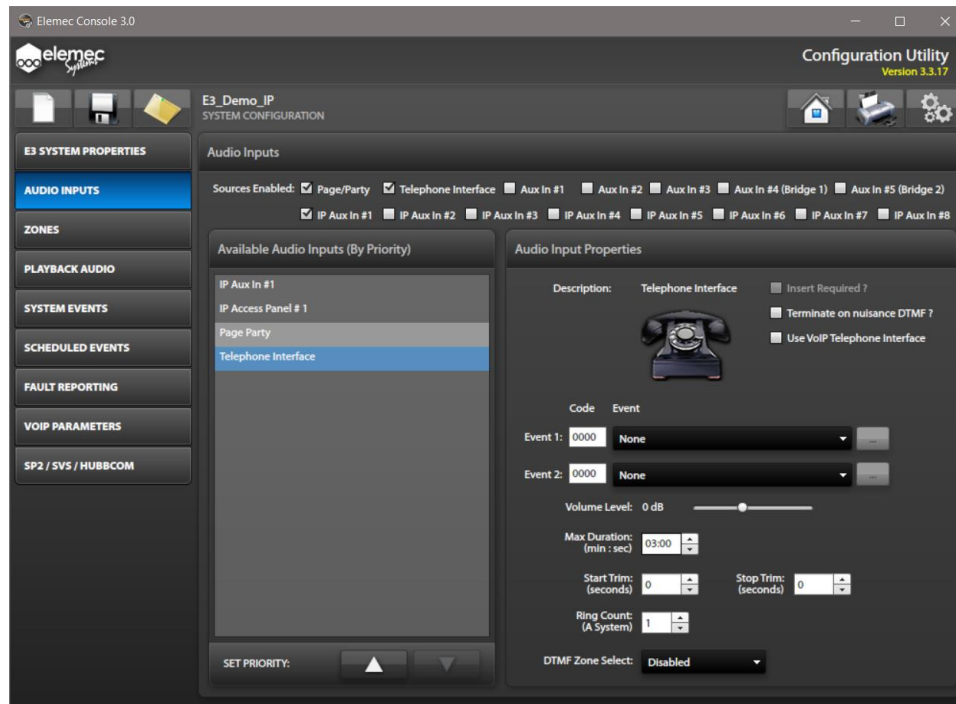 Elemec Console 3.0
elemec
Systems
Configuration Utility
Version 3.3.17
E3_Demo_IP
SYSTEM CONFIGURATION
E3 SYSTEM PROPERTIES
AUDIO INPUTS
ZONES
PLAYBACK AUDIO
SYSTEM EVENTS
SCHEDULED EVENTS
FAULT REPORTING
VOIP PARAMETERS
SP2 / SVS / HUBBCOM
Audio Inputs
Sources Enabled: Page/Party Telephone Interface Aux In #1 Aux In #2 Aux In #3 Aux In #4 (Bridge 1) Aux In #5 (Bridge 2)
IP Aux In #1 IP Aux In #2 IP Aux In #3 IP Aux In #4 IP Aux In #5 IP Aux In #6 IP Aux In #7 IP Aux In #8
Available Audio Inputs (By Priority)
IP Aux In #1
IP Access Panel # 1
Page Party
Telephone Interface
SET PRIORITY:
Audio Input Properties
Description: Telephone Interface
Insert Required ?
Terminate on nuisance DTMF ?
Use VoIP Telephone Interface
Code Event
Event 1: 0000 None ...
Event 2: 0000 None ...
Volume Level: 0 dB
Max Duration: 03:00
(min : sec)
Start Trim: 0
(seconds)
Stop Trim: 0
(seconds)
Ring Count: 1
(A System)
DTMF Zone Select: Disabled